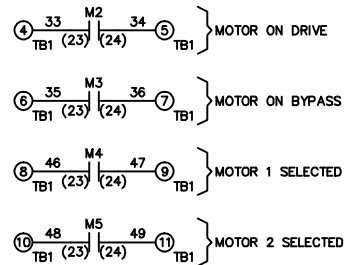 33 M2 34
4 5 MOTOR ON DRIVE
TB1 (23) (24) TB1
35 M3 36
6 7 MOTOR ON BYPASS
TB1 (23) (24) TB1
46 M4 47
8 9 MOTOR 1 SELECTED
TB1 (23) (24) TB1
48 M5 49
10 11 MOTOR 2 SELECTED
TB1 (23) (24) TB1